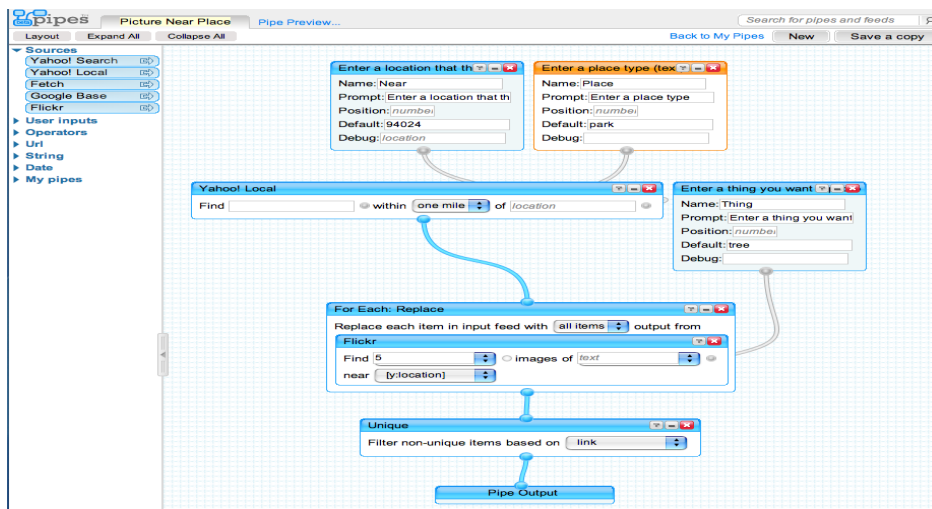 pipes Picture Near Place Pipe Preview... Search for pipes and feeds
Layout Expand All Collapse All Back to My Pipes New Save a copy
Sources
Yahoo! Search
Yahoo! Local
Fetch
Google Base
Flickr
User inputs
Operators
Url
String
Date
My pipes
Enter a location that th
Name: Near
Prompt: Enter a location that th
Position: number
Default: 94024
Debug: location
Enter a place type (tex
Name: Place
Prompt: Enter a place type
Position: number
Default: park
Debug:
Yahoo! Local
Find within one mile of location
Enter a thing you want
Name: Thing
Prompt: Enter a thing you want
Position: number
Default: tree
Debug:
For Each: Replace
Replace each item in input feed with all items output from
Flickr
Find 5 images of text
near [y:location]
Unique
Filter non-unique items based on link
Pipe Output